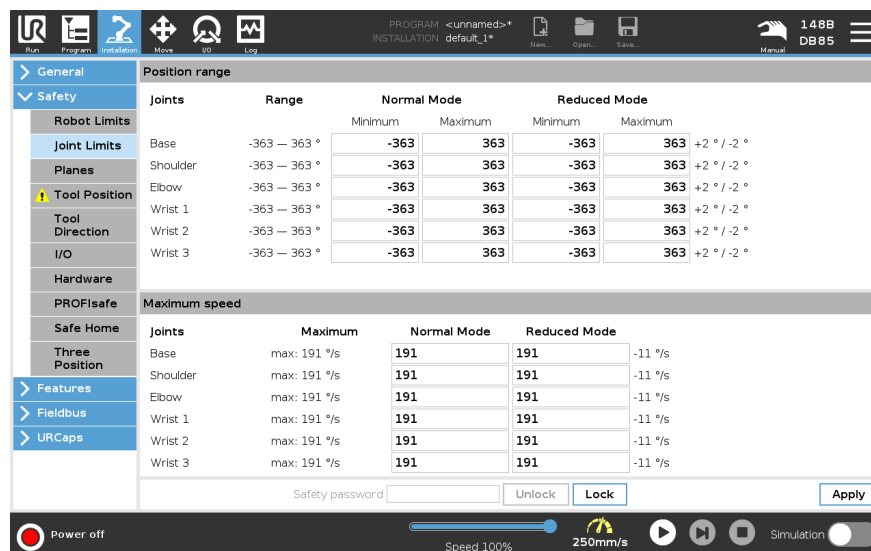 PROGRAM <unnamed>*
INSTALLATION default_1*
148B
DB85
Run Program Installation Move I/O Log New... Open... Save... Manual
General
Safety
Robot Limits
Joint Limits
Planes
Tool Position
Tool
Direction
I/O
Hardware
PROFIsafe
Safe Home
Three
Position
Features
Fieldbus
URCaps
Position range
Joints Range Normal Mode Reduced Mode
Minimum Maximum Minimum Maximum
Base -363 — 363 ° -363 363 -363 363 +2 ° / -2 °
Shoulder -363 — 363 ° -363 363 -363 363 +2 ° / -2 °
Elbow -363 — 363 ° -363 363 -363 363 +2 ° / -2 °
Wrist 1 -363 — 363 ° -363 363 -363 363 +2 ° / -2 °
Wrist 2 -363 — 363 ° -363 363 -363 363 +2 ° / -2 °
Wrist 3 -363 — 363 ° -363 363 -363 363 +2 ° / -2 °
Maximum speed
Joints Maximum Normal Mode Reduced Mode
Base max: 191 °/s 191 191 -11 °/s
Shoulder max: 191 °/s 191 191 -11 °/s
Elbow max: 191 °/s 191 191 -11 °/s
Wrist 1 max: 191 °/s 191 191 -11 °/s
Wrist 2 max: 191 °/s 191 191 -11 °/s
Wrist 3 max: 191 °/s 191 191 -11 °/s
Safety password Unlock Lock Apply
Power off Speed 100% 250mm/s Simulation